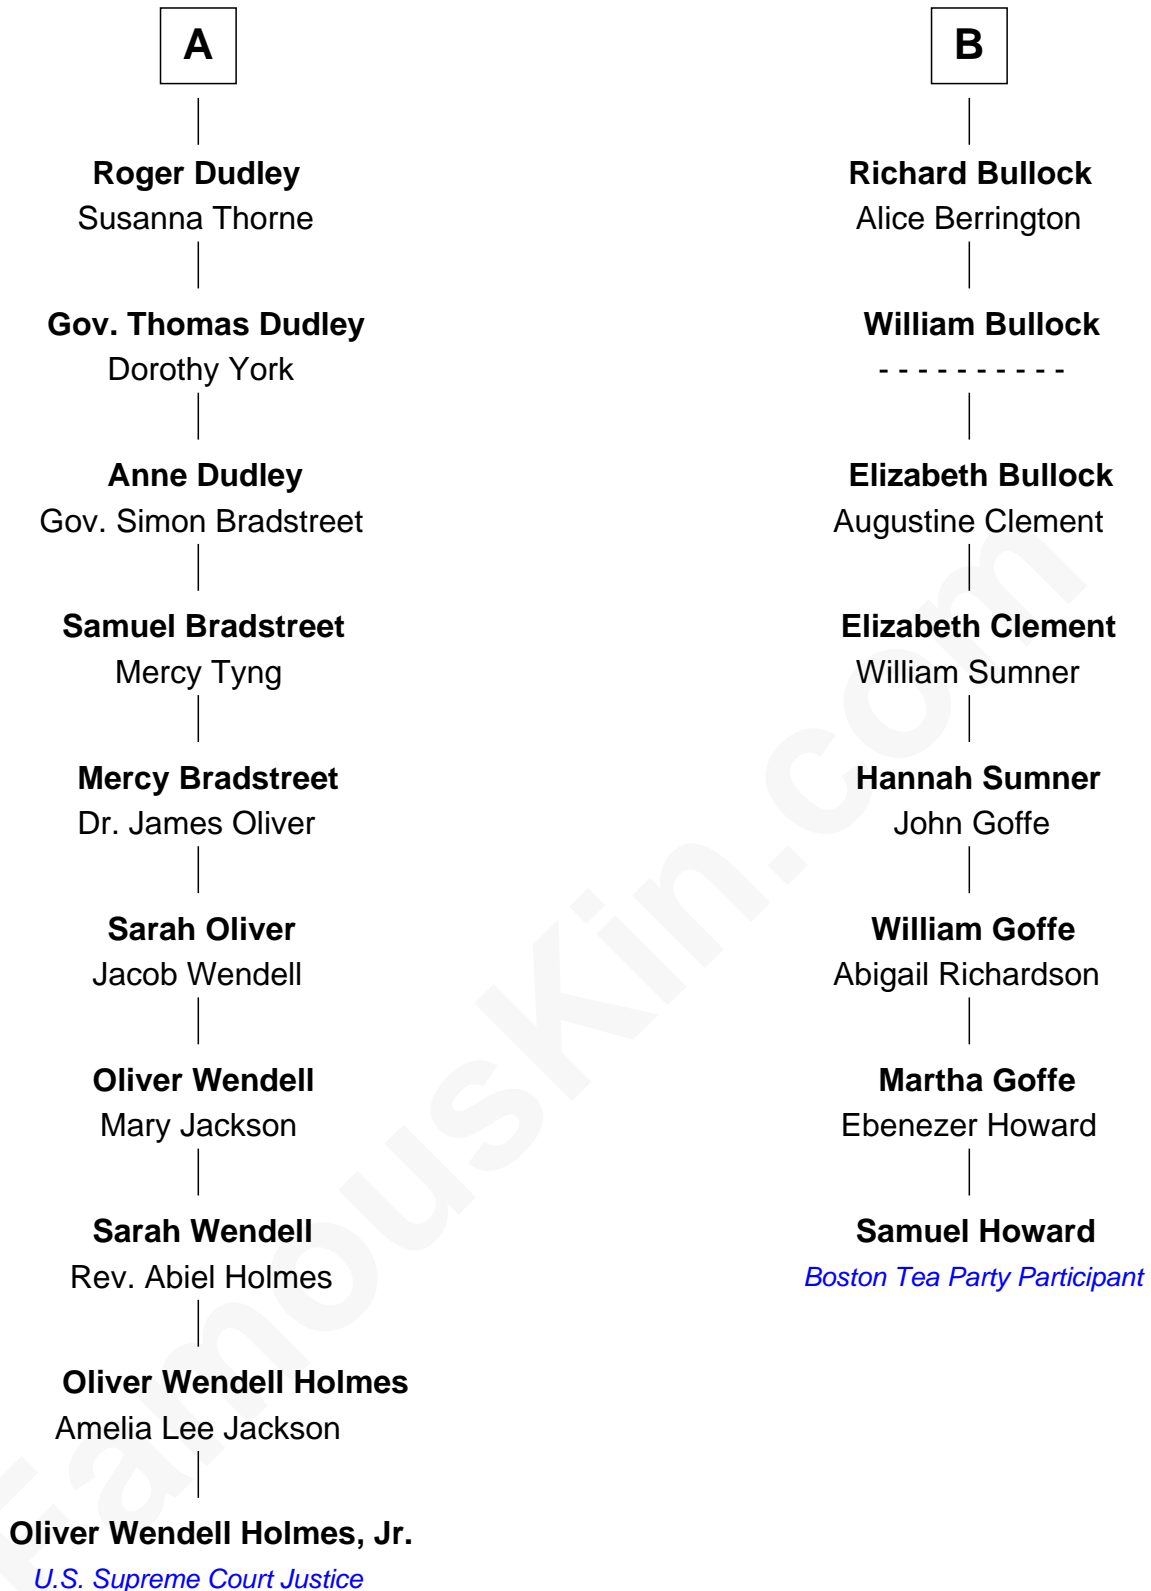 A
Roger Dudley
Susanna Thorne
Gov. Thomas Dudley
Dorothy York
Anne Dudley
Gov. Simon Bradstreet
Samuel Bradstreet
Mercy Tyng
Mercy Bradstreet
Dr. James Oliver
Sarah Oliver
Jacob Wendell
Oliver Wendell
Mary Jackson
Sarah Wendell
Rev. Abiel Holmes
Oliver Wendell Holmes
Amelia Lee Jackson
Oliver Wendell Holmes, Jr.
U.S. Supreme Court Justice
B
Richard Bullock
Alice Berrington
William Bullock
- - - - - - - - - -
Elizabeth Bullock
Augustine Clement
Elizabeth Clement
William Sumner
Hannah Sumner
John Goffe
William Goffe
Abigail Richardson
Martha Goffe
Ebenezer Howard
Samuel Howard
Boston Tea Party Participant
FamousKin.com